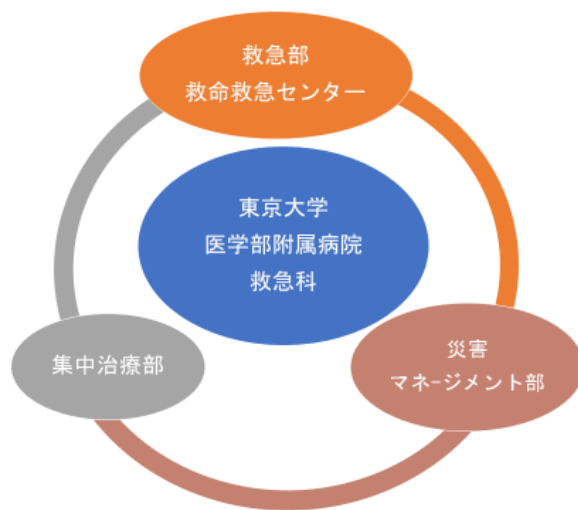 救急部
救命救急センター
東京大学
医学部附属病院
救急科
集中治療部
災害
マネージメント部